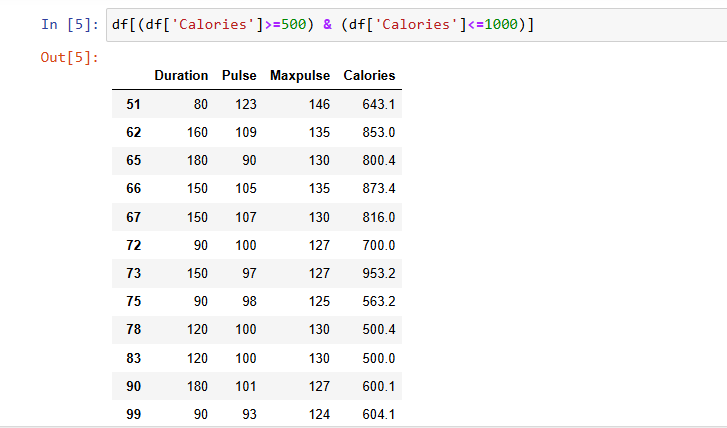 In [5]: df[(df['Calories']>=500) & (df['Calories']<=1000)]
Out[5]:
Duration Pulse Maxpulse Calories
51 80 123 146 643.1
62 160 109 135 853.0
65 180 90 130 800.4
66 150 105 135 873.4
67 150 107 130 816.0
72 90 100 127 700.0
73 150 97 127 953.2
75 90 98 125 563.2
78 120 100 130 500.4
83 120 100 130 500.0
90 180 101 127 600.1
99 90 93 124 604.1